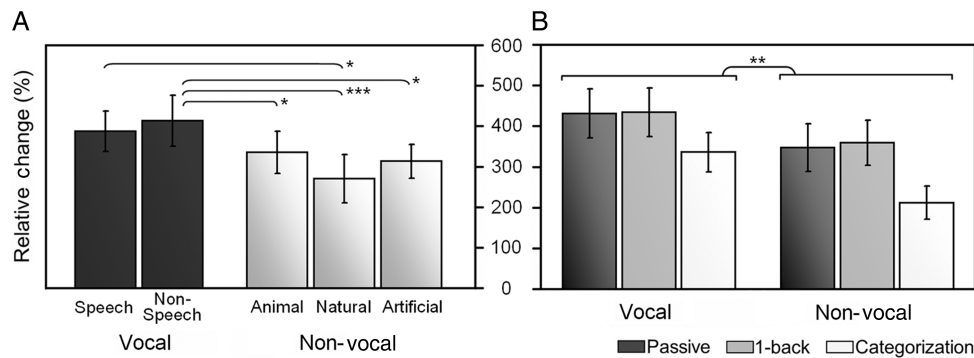 A
B
Relative change (%)
*
*
***
*
600
500
400
300
200
100
0
**
Speech Non-Speech Animal Natural Artificial
Vocal Non-vocal
Vocal Non-vocal
Passive 1-back Categorization